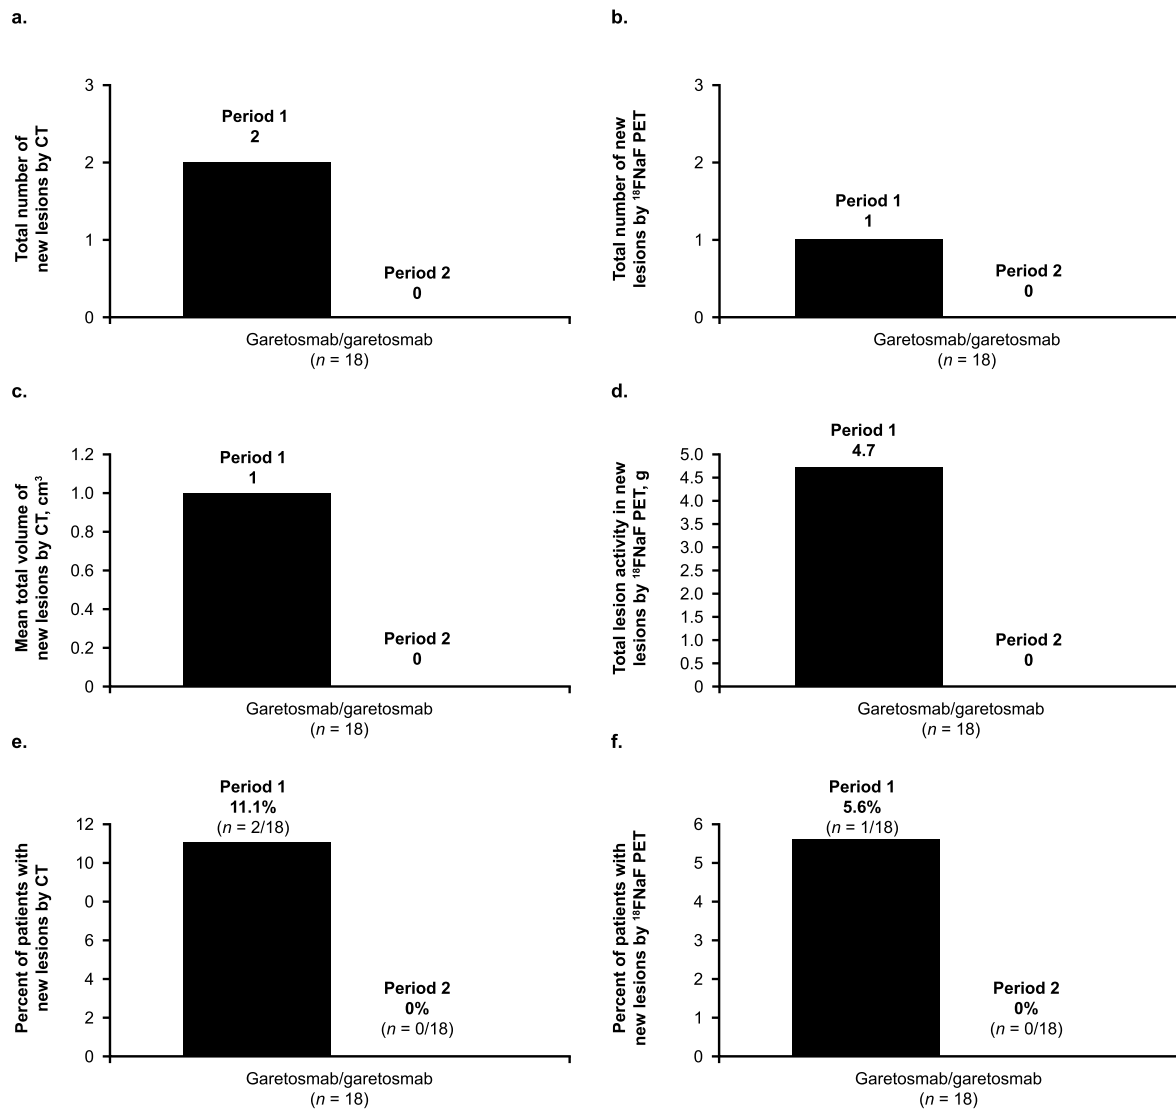 a.
Total number of
new lesions by CT
3
2
1
0
Period 1
2
Period 2
0
Garetosmab/garetosmab
(n = 18)
b.
Total number of new
lesions by ¹⁸FNaF PET
3
2
1
0
Period 1
1
Period 2
0
Garetosmab/garetosmab
(n = 18)
c.
Mean total volume of
new lesions by CT, cm³
1.2
1.0
0.8
0.6
0.4
0.2
0
Period 1
1
Period 2
0
Garetosmab/garetosmab
(n = 18)
d.
Total lesion activity in new
lesions by ¹⁸FNaF PET, g
5.0
4.5
4.0
3.5
3.0
2.5
2.0
1.5
1.0
0.5
0
Period 1
4.7
Period 2
0
Garetosmab/garetosmab
(n = 18)
e.
Percent of patients with
new lesions by CT
12
10
0
6
4
2
0
Period 1
11.1%
(n = 2/18)
Period 2
0%
(n = 0/18)
Garetosmab/garetosmab
(n = 18)
f.
Percent of patients with
new lesions by ¹⁸FNaF PET
6
5
4
3
2
1
0
Period 1
5.6%
(n = 1/18)
Period 2
0%
(n = 0/18)
Garetosmab/garetosmab
(n = 18)